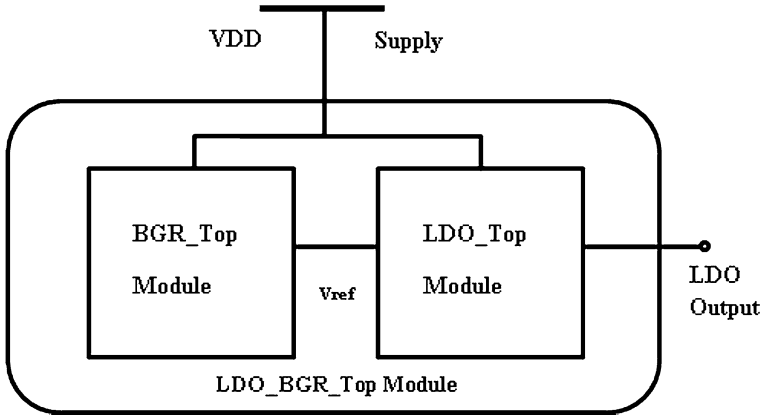 VDD Supply
BGR_Top
Module
Vref
LDO_Top
Module
LDO
Output
LDO_BGR_Top Module